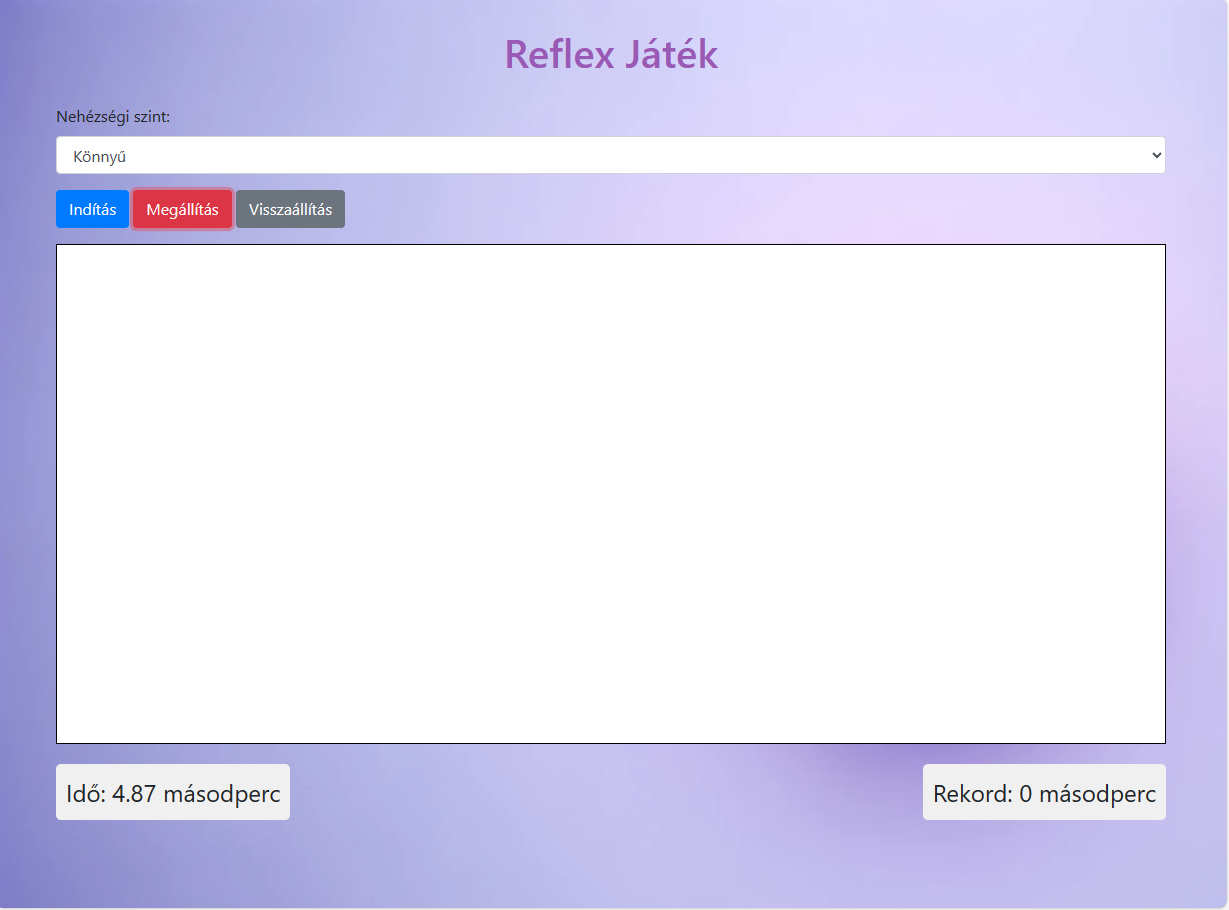 Reflex Játék
Nehézségi szint:
Könnyű
Indítás Megállítás Visszaállítás
Idő: 4.87 másodperc Rekord: 0 másodperc